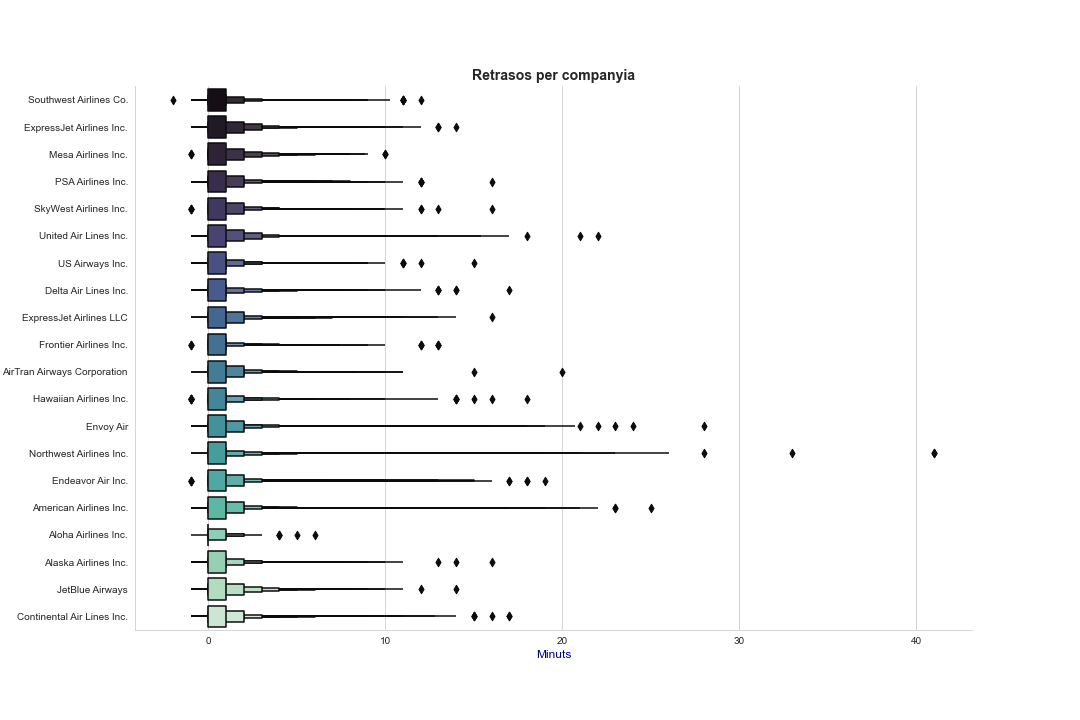 Retrasos per companyia
Southwest Airlines Co.
ExpressJet Airlines Inc.
Mesa Airlines Inc.
PSA Airlines Inc.
SkyWest Airlines Inc.
United Air Lines Inc.
US Airways Inc.
Delta Air Lines Inc.
ExpressJet Airlines LLC
Frontier Airlines Inc.
AirTran Airways Corporation
Hawaiian Airlines Inc.
Envoy Air
Northwest Airlines Inc.
Endeavor Air Inc.
American Airlines Inc.
Aloha Airlines Inc.
Alaska Airlines Inc.
JetBlue Airways
Continental Air Lines Inc.
0 10 20 30 40
Minuts